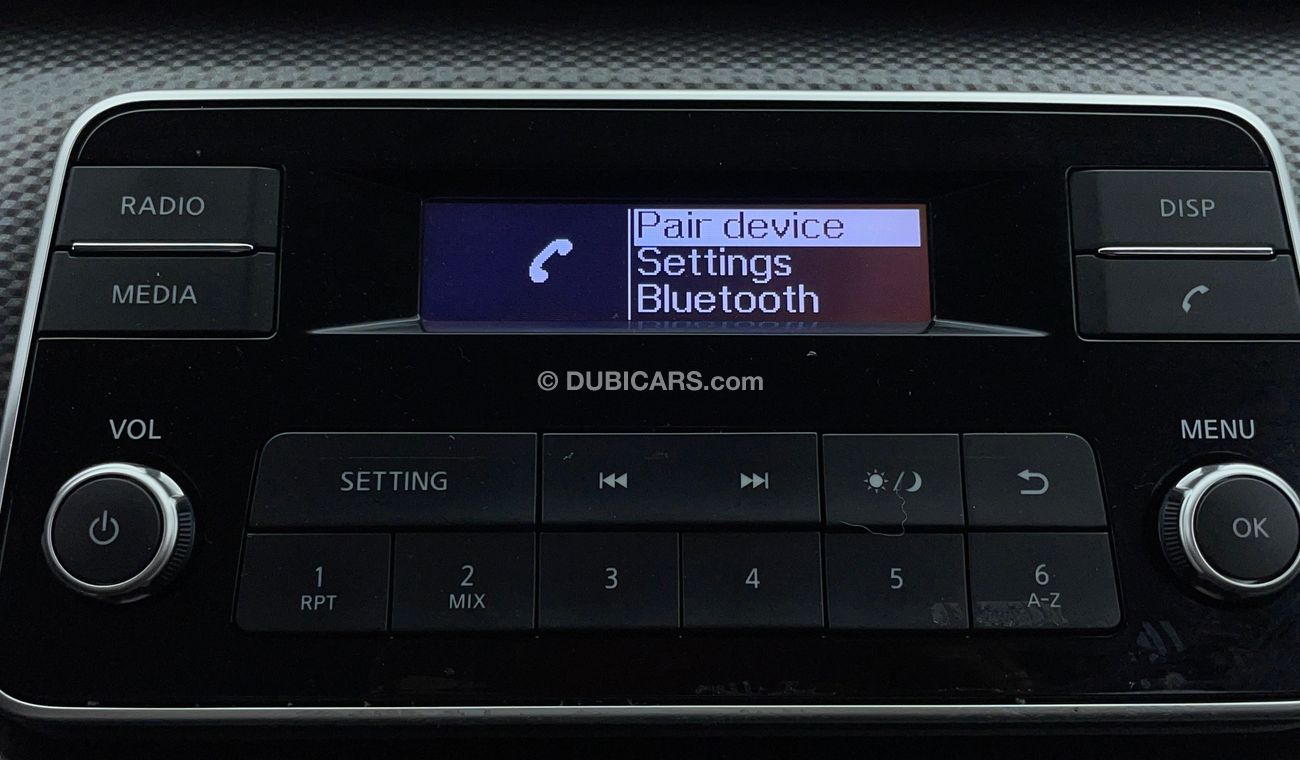 RADIO
MEDIA
Pair device
Settings
Bluetooth
DISP
© DUBICARS.com
VOL
MENU
SETTING
OK
1
RPT
2
MIX
3
4
5
6
A-Z